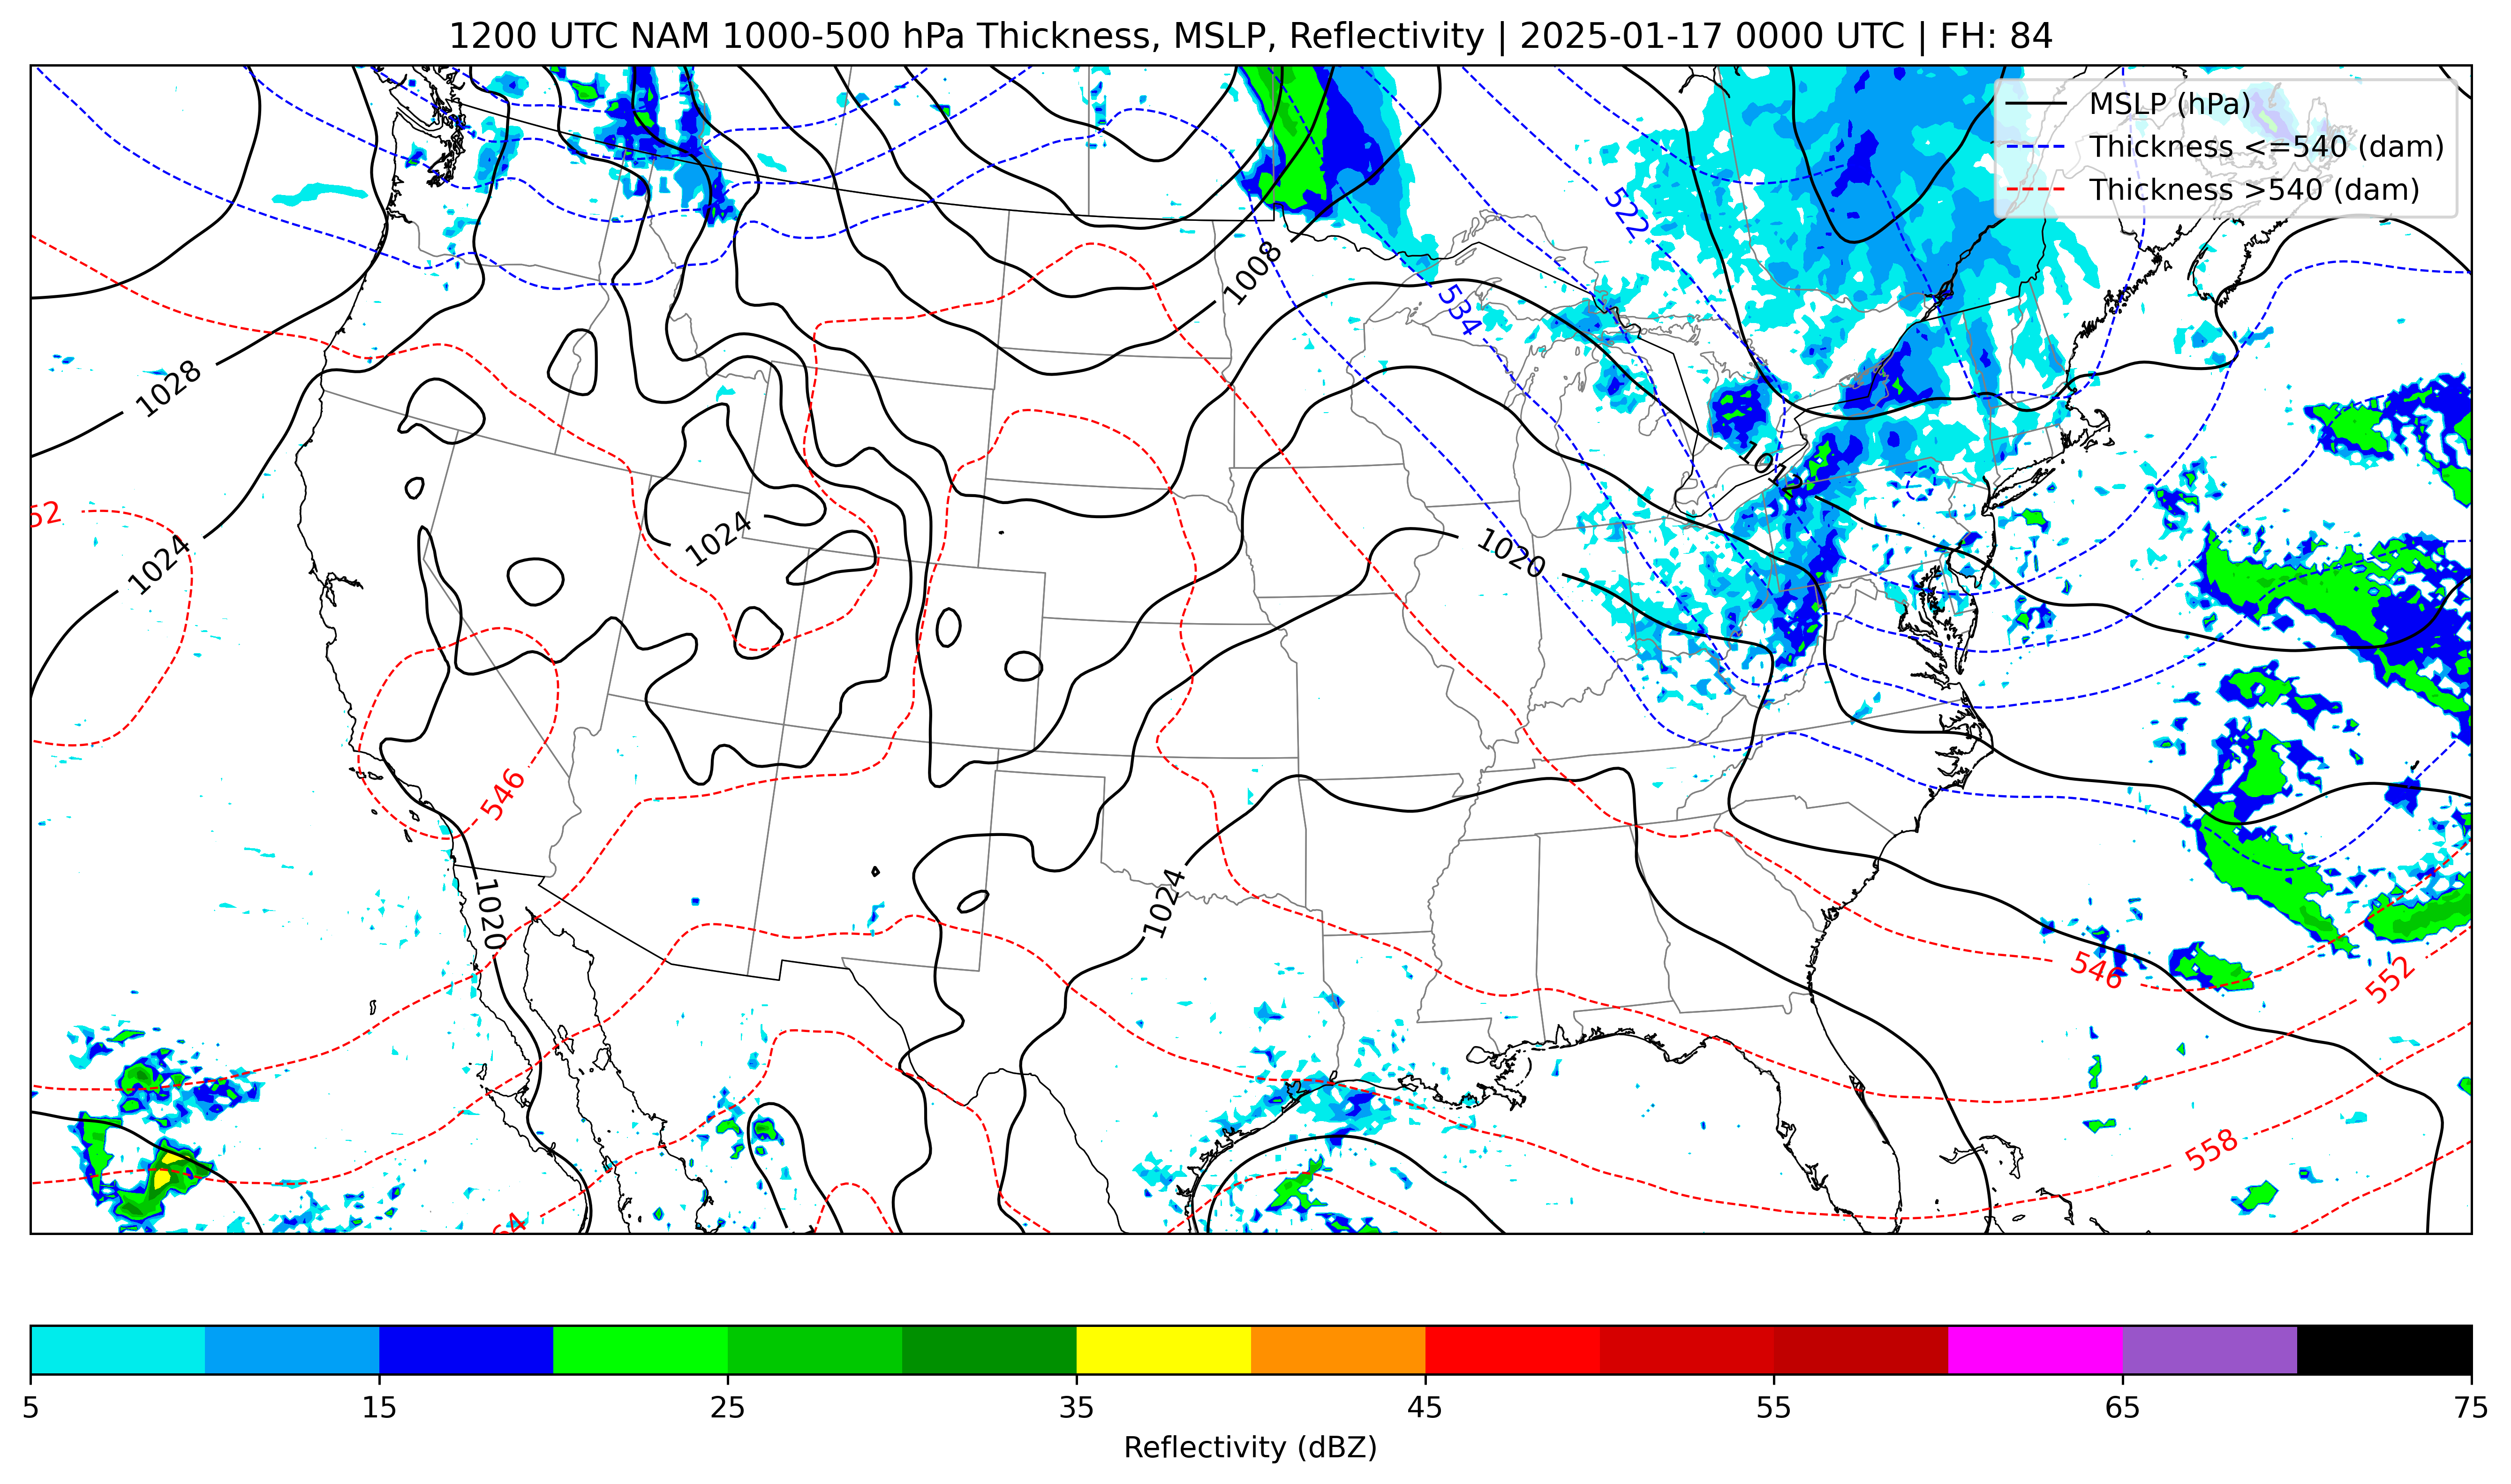 1200 UTC NAM 1000-500 hPa Thickness, MSLP, Reflectivity | 2025-01-17 0000 UTC | FH: 84
MSLP (hPa)
Thickness <=540 (dam)
Thickness >540 (dam)
522
1008
534
1028
1012
52
1024
1024
1020
546
1020
1024
546
552
558
64
5 15 25 35 45 55 65 75
Reflectivity (dBZ)